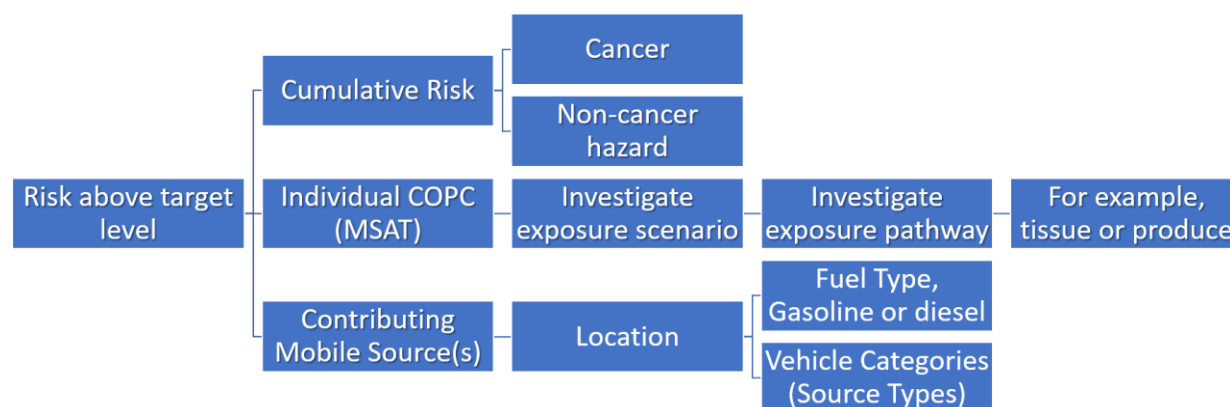 Cancer
Cumulative Risk
Non-cancer
hazard
Risk above target
level
Individual COPC
(MSAT)
Investigate
exposure scenario
Investigate
exposure pathway
For example,
tissue or produce
Contributing
Mobile Source(s)
Location
Fuel Type,
Gasoline or diesel
Vehicle Categories
(Source Types)